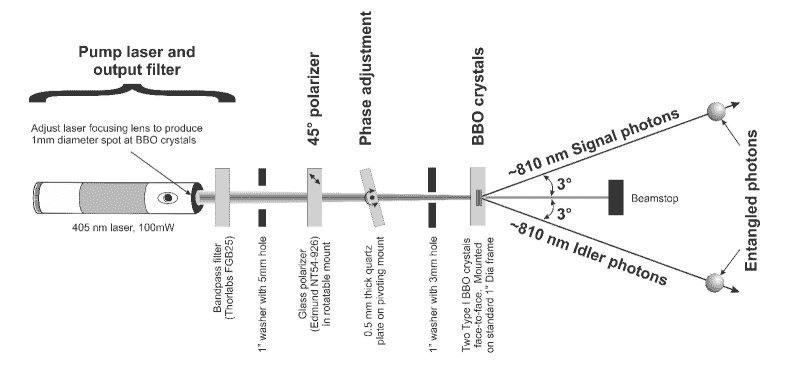 Pump laser and
output filter
Adjust laser focusing lens to produce
1mm diameter spot at BBO crystals
405 nm laser, 100mW
Bandpass filter
(Thorlabs FGB25)
1" washer with 5mm hole
45° polarizer
Glass polarizer
(Edmund NT54-926)
in rotatable mount
Phase adjustment
0.5 mm thick quartz
plate on pivoting mount
1" washer with 3mm hole
BBO crystals
Two Type I BBO crystals
face-to-face. Mounted
on standard 1" Dia frame
~810 nm Signal photons
3°
3°
~810 nm Idler photons
Beamstop
Entangled photons